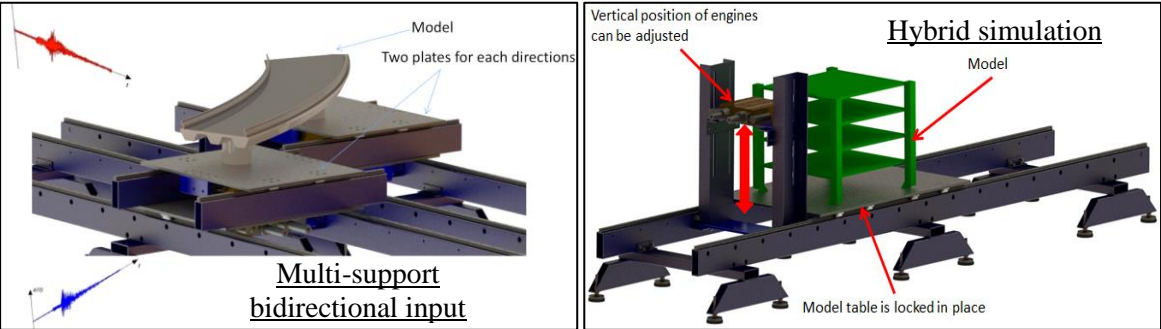 Model
Two plates for each directions
Multi-support
bidirectional input
Vertical position of engines
can be adjusted
Hybrid simulation
Model
Model table is locked in place